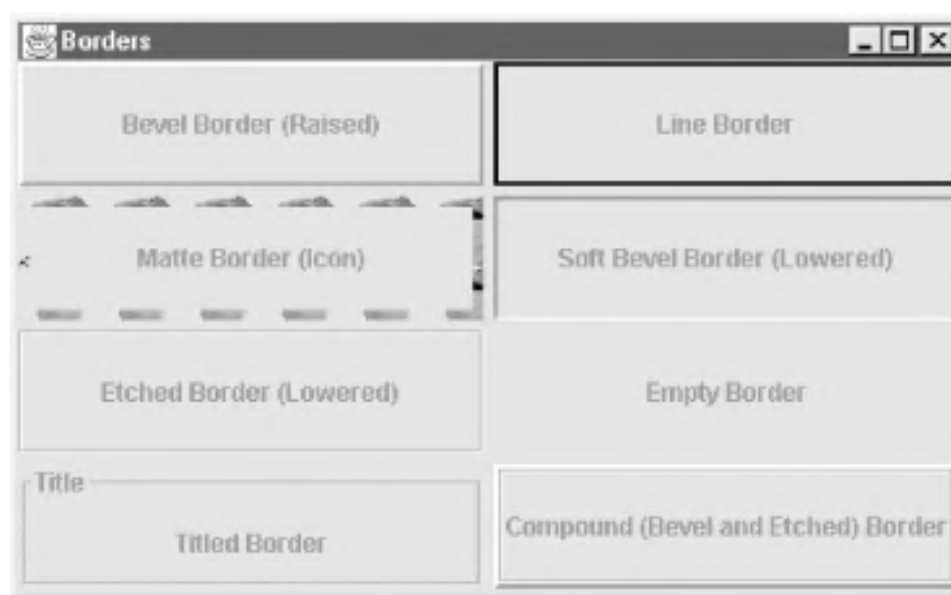 Borders
Bevel Border (Raised)
Line Border
Matte Border (Icon)
Soft Bevel Border (Lowered)
Etched Border (Lowered)
Empty Border
Title
Titled Border
Compound (Bevel and Etched) Border